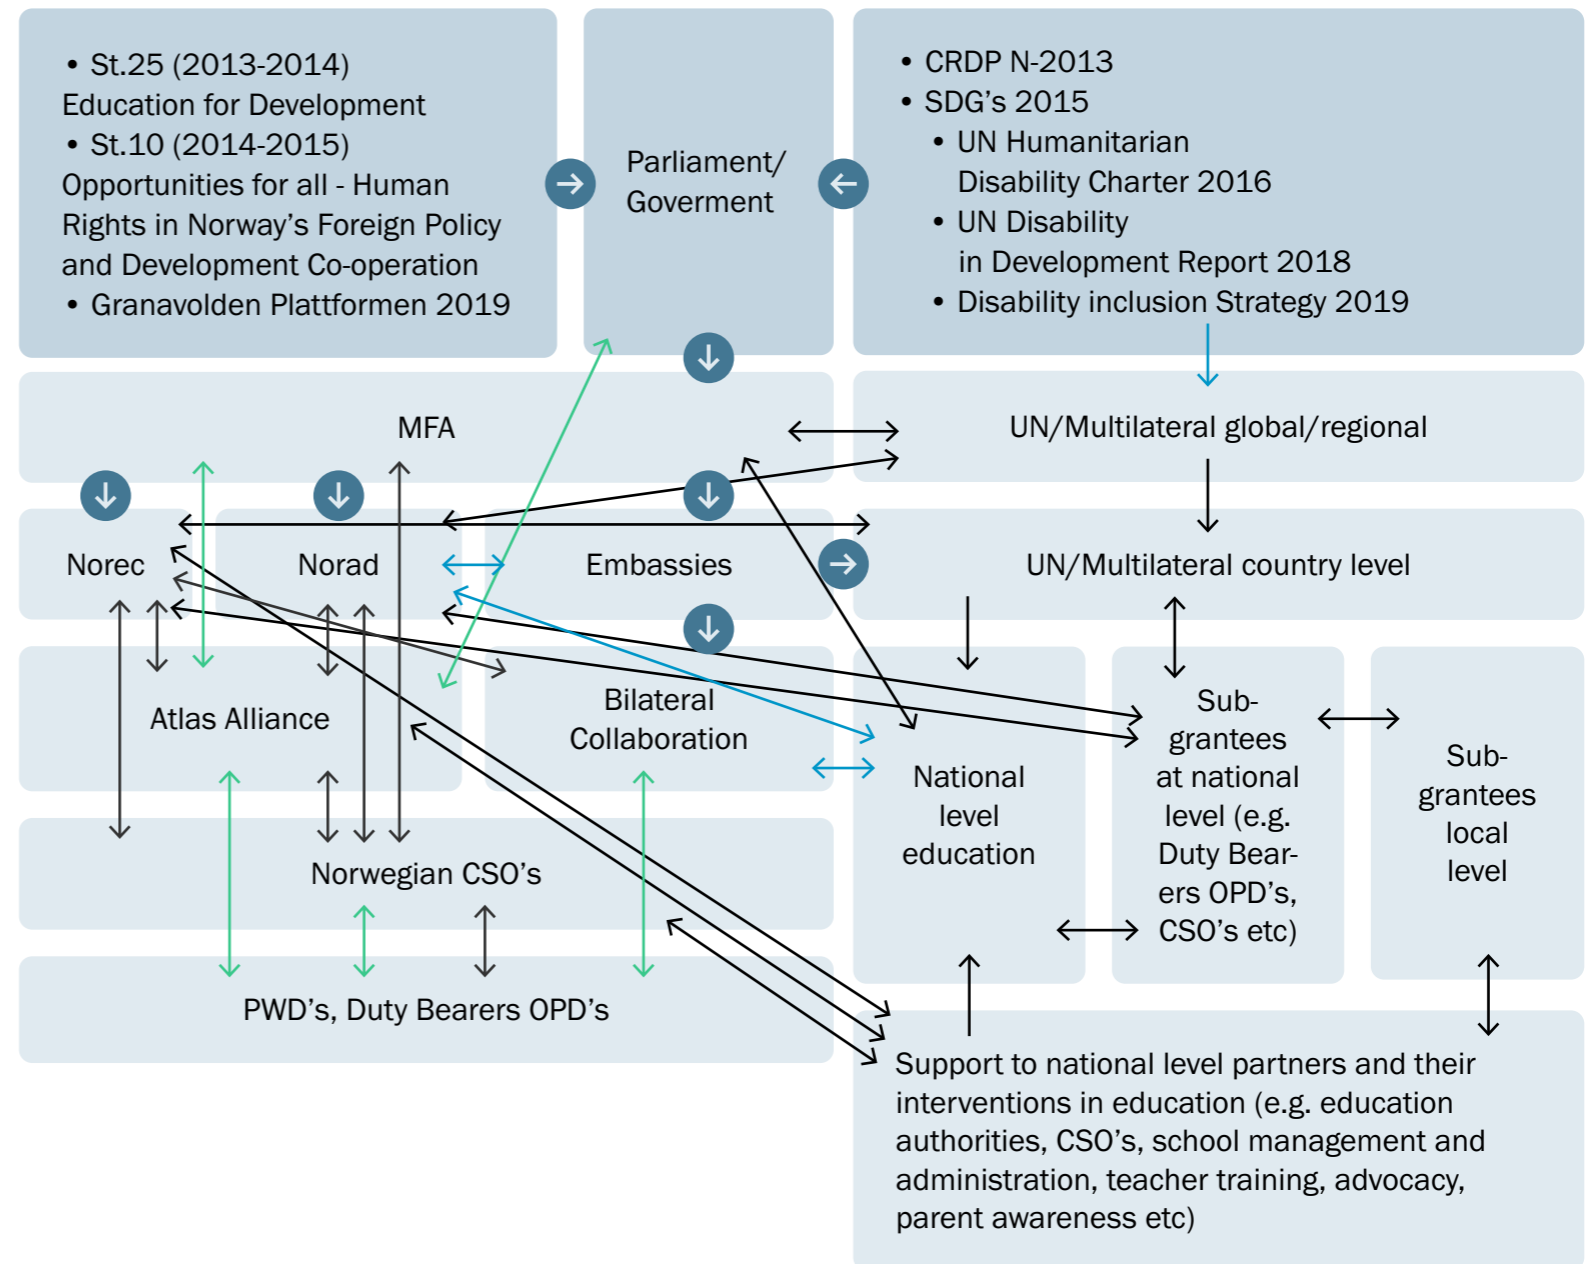 • St.25 (2013-2014)
Education for Development
• St.10 (2014-2015)
Opportunities for all - Human
Rights in Norway's Foreign Policy
and Development Co-operation
• Granavolden Plattformen 2019
Parliament/
Goverment
• CRDP N-2013
• SDG's 2015
• UN Humanitarian
Disability Charter 2016
• UN Disability
in Development Report 2018
• Disability inclusion Strategy 2019
MFA
UN/Multilateral global/regional
Norec
Norad
Embassies
UN/Multilateral country level
Atlas Alliance
Bilateral
Collaboration
National
level
education
Sub-
grantees
at national
level (e.g.
Duty Bear-
ers OPD's,
CSO's etc)
Sub-
grantees
local
level
Norwegian CSO's
PWD's, Duty Bearers OPD's
Support to national level partners and their
interventions in education (e.g. education
authorities, CSO's, school management and
administration, teacher training, advocacy,
parent awareness etc)